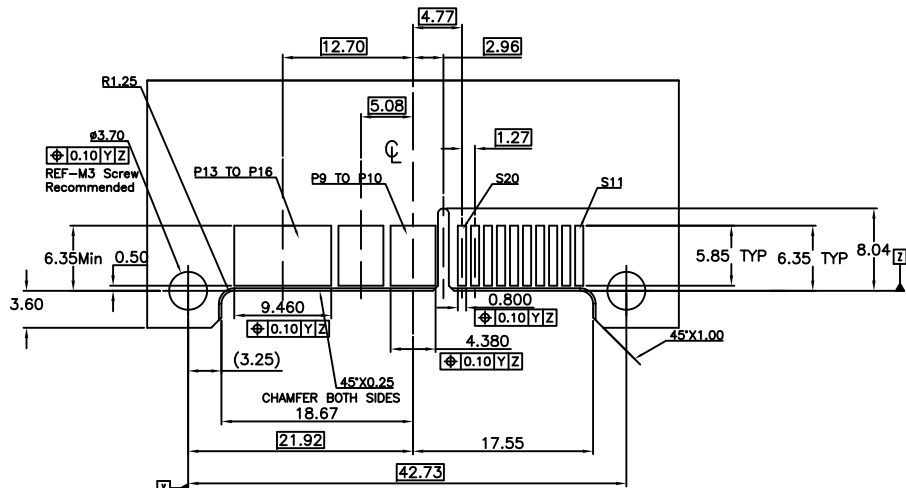 4.77
12.70
2.96
R1.25
5.08
1.27
ø3.70
⌖ 0.10 Y Z
REF-M3 Screw
Recommended
℄
P13 TO P16
P9 TO P10
S20
S11
6.35Min
0.50
5.85 TYP
6.35 TYP
8.04
Z
3.60
9.460
⌖ 0.10 Y Z
0.800
⌖ 0.10 Y Z
4.380
⌖ 0.10 Y Z
45°X1.00
(3.25)
45°X0.25
CHAMFER BOTH SIDES
18.67
21.92
17.55
42.73